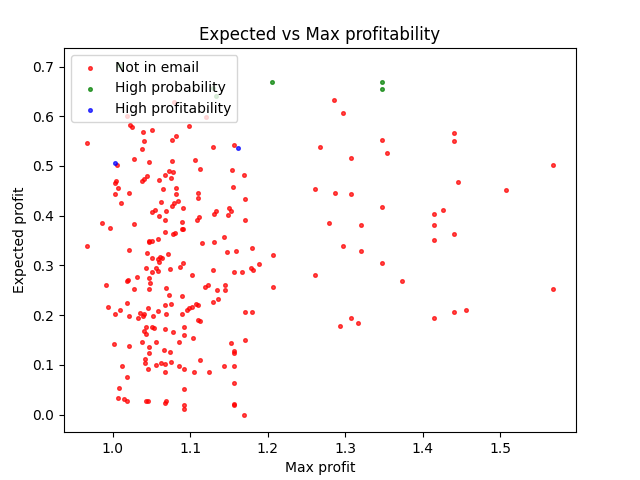 Expected vs Max profitability
Not in email
High probability
High profitability
Expected profit
0.7
0.6
0.5
0.4
0.3
0.2
0.1
0.0
1.0 1.1 1.2 1.3 1.4 1.5
Max profit